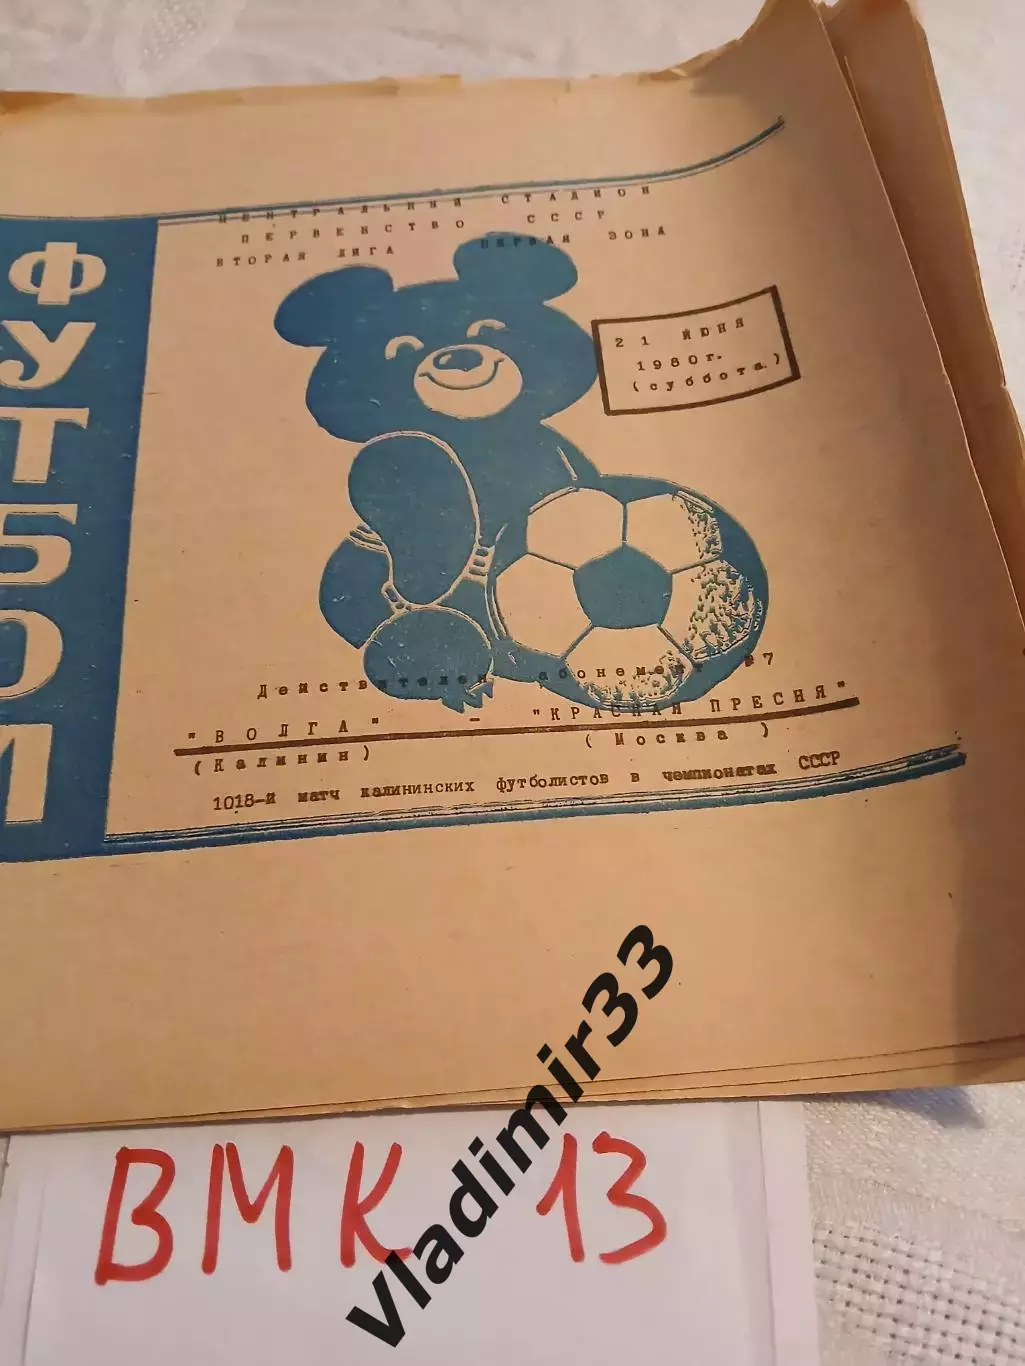 ФУТБОЛ
ЦЕНТРАЛЬНЫЙ СТАДИОН
ПЕРВЕНСТВО СССР
ВТОРАЯ ЛИГА ПЕРВАЯ ЗОНА
21 ИЮНЯ
1980г.
(суббота.)
Действителен абонемент №7
"ВОЛГА" - "КРАСНАЯ ПРЕСНЯ"
(Калинин) (Москва)
1018-й матч калининских футболистов в чемпионатах СССР
vladimir33
ВМК 13